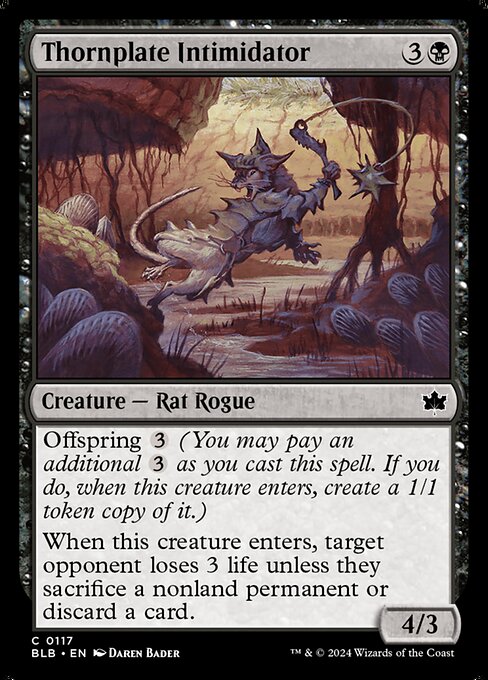 Thornplate Intimidator 3
Creature — Rat Rogue
Offspring 3 (You may pay an
additional 3 as you cast this spell. If you
do, when this creature enters, create a 1/1
token copy of it.)
When this creature enters, target
opponent loses 3 life unless they
sacrifice a nonland permanent or
discard a card.
4/3
C 0117
BLB • EN Daren Bader
™ & © 2024 Wizards of the Coast